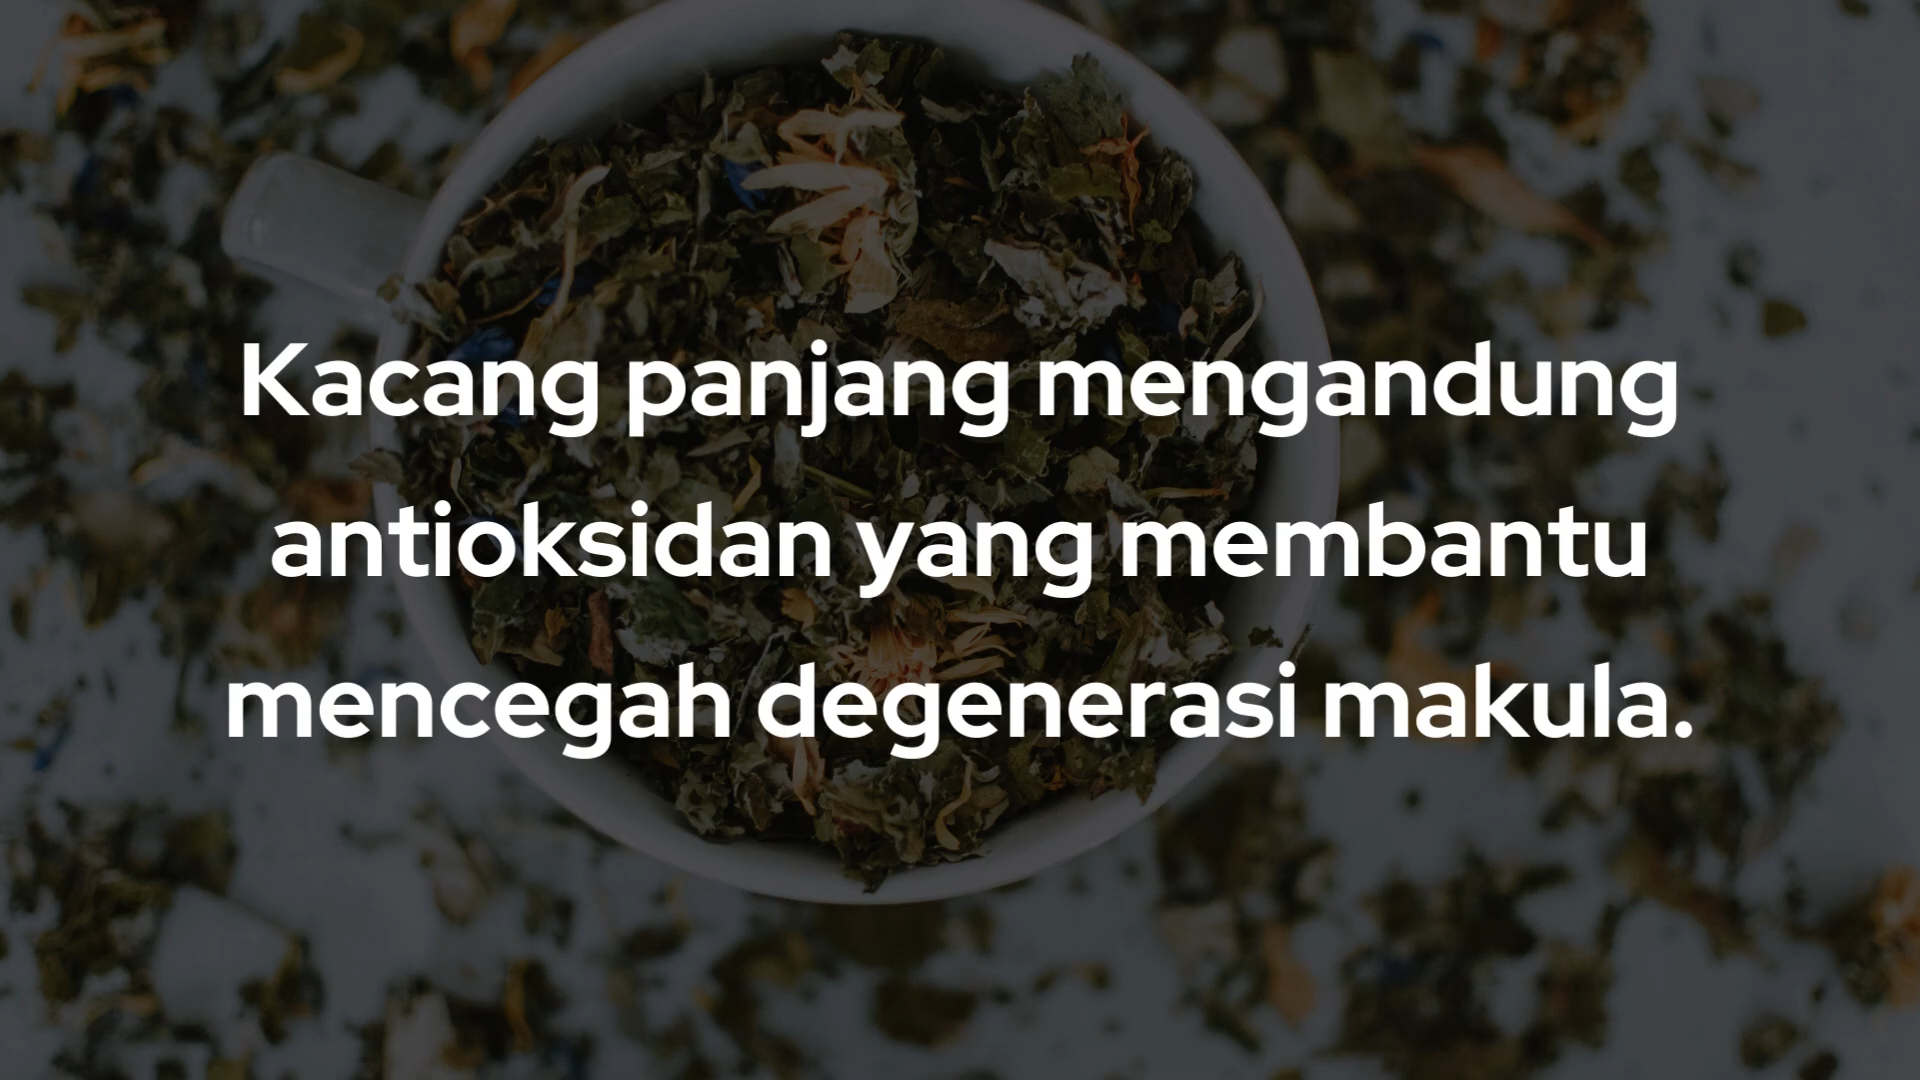 Kacang panjang mengandung
antioksidan yang membantu
mencegah degenerasi makula.